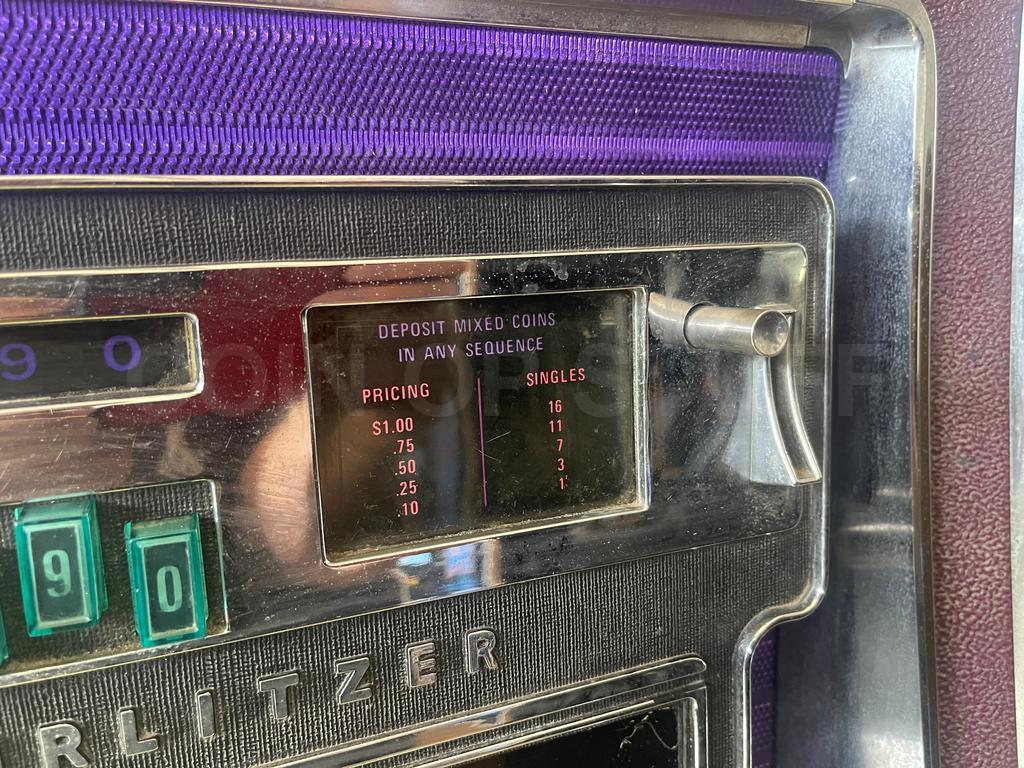 DEPOSIT MIXED COINS
IN ANY SEQUENCE
PRICING SINGLES
$1.00 16
.75 11
.50 7
.25 3
.10 1
9 0
9 0
RLITZER